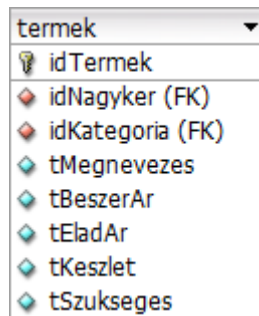 termek
idTermek
idNagyker (FK)
idKategoria (FK)
tMegnevezes
tBeszerAr
tEladAr
tKeszlet
tSzukseges